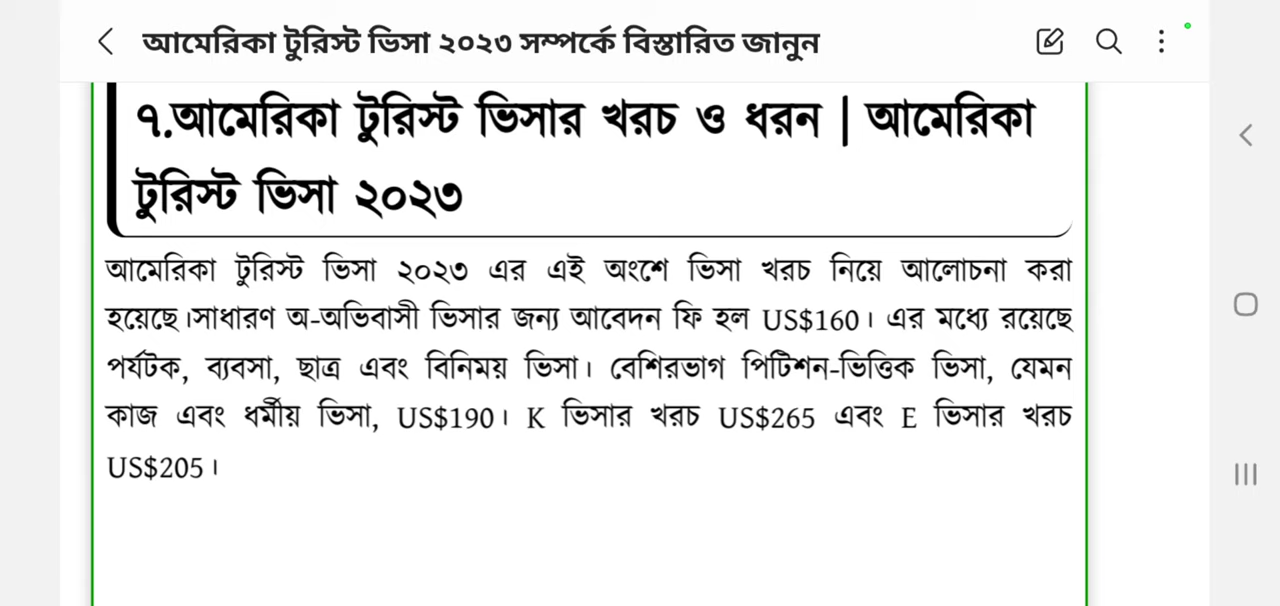 আমেরিকা টুরিস্ট ভিসা ২০২৩ সম্পর্কে বিস্তারিত জানুন
৭.আমেরিকা টুরিস্ট ভিসার খরচ ও ধরন | আমেরিকা
টুরিস্ট ভিসা ২০২৩
আমেরিকা টুরিস্ট ভিসা ২০২৩ এর এই অংশে ভিসা খরচ নিয়ে আলোচনা করা
হয়েছে।সাধারণ অ-অভিবাসী ভিসার জন্য আবেদন ফি হল US$160। এর মধ্যে রয়েছে
পর্যটক, ব্যবসা, ছাত্র এবং বিনিময় ভিসা। বেশিরভাগ পিটিশন-ভিত্তিক ভিসা, যেমন
কাজ এবং ধর্মীয় ভিসা, US$190। K ভিসার খরচ US$265 এবং E ভিসার খরচ
US$205।